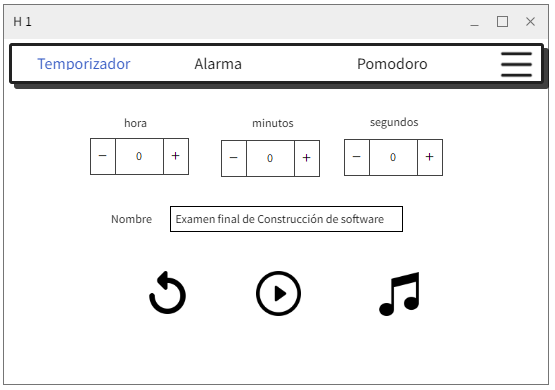 H 1
Temporizador Alarma Pomodoro
hora minutos segundos
− 0 + − 0 + − 0 +
Nombre Examen final de Construcción de software